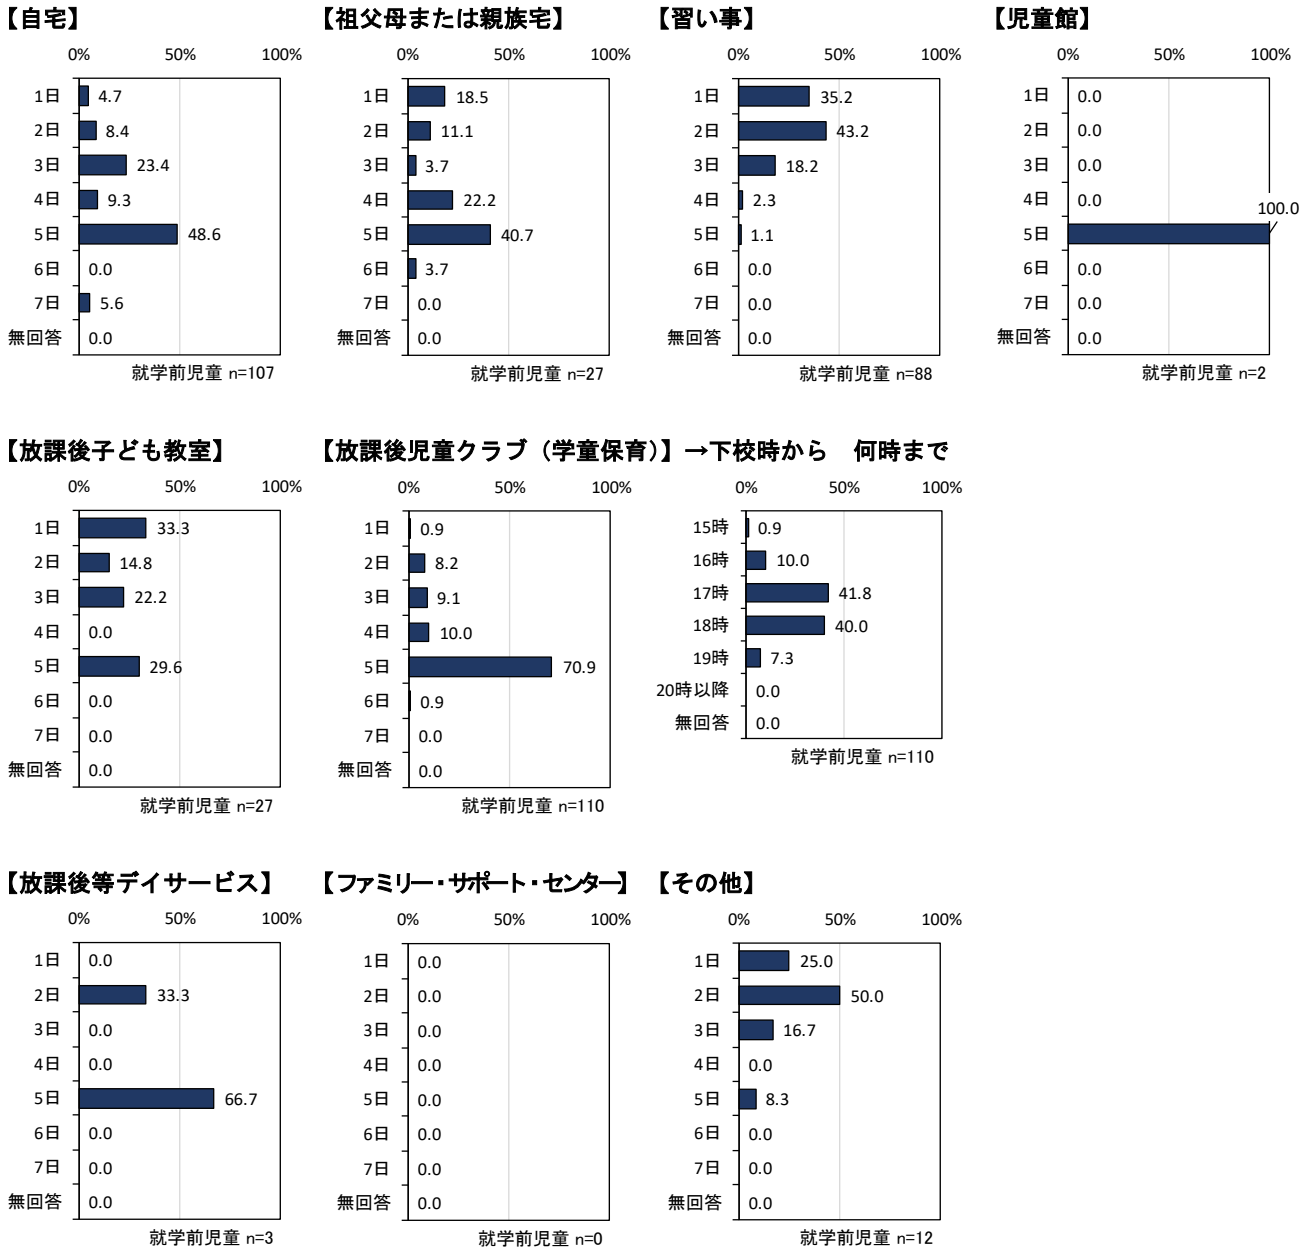 【自宅】
0% 50% 100%
1日 4.7
2日 8.4
3日 23.4
4日 9.3
5日 48.6
6日 0.0
7日 5.6
無回答 0.0
就学前児童 n=107
【祖父母または親族宅】
0% 50% 100%
1日 18.5
2日 11.1
3日 3.7
4日 22.2
5日 40.7
6日 3.7
7日 0.0
無回答 0.0
就学前児童 n=27
【習い事】
0% 50% 100%
1日 35.2
2日 43.2
3日 18.2
4日 2.3
5日 1.1
6日 0.0
7日 0.0
無回答 0.0
就学前児童 n=88
【児童館】
0% 50% 100%
1日 0.0
2日 0.0
3日 0.0
4日 0.0
5日 100.0
6日 0.0
7日 0.0
無回答 0.0
就学前児童 n=2
【放課後子ども教室】
0% 50% 100%
1日 33.3
2日 14.8
3日 22.2
4日 0.0
5日 29.6
6日 0.0
7日 0.0
無回答 0.0
就学前児童 n=27
【放課後児童クラブ（学童保育）】→下校時から　何時まで
0% 50% 100%
1日 0.9
2日 8.2
3日 9.1
4日 10.0
5日 70.9
6日 0.9
7日 0.0
無回答 0.0
就学前児童 n=110
0% 50% 100%
15時 0.9
16時 10.0
17時 41.8
18時 40.0
19時 7.3
20時以降 0.0
無回答 0.0
就学前児童 n=110
【放課後等デイサービス】
0% 50% 100%
1日 0.0
2日 33.3
3日 0.0
4日 0.0
5日 66.7
6日 0.0
7日 0.0
無回答 0.0
就学前児童 n=3
【ファミリー・サポート・センター】
0% 50% 100%
1日 0.0
2日 0.0
3日 0.0
4日 0.0
5日 0.0
6日 0.0
7日 0.0
無回答 0.0
就学前児童 n=0
【その他】
0% 50% 100%
1日 25.0
2日 50.0
3日 16.7
4日 0.0
5日 8.3
6日 0.0
7日 0.0
無回答 0.0
就学前児童 n=12